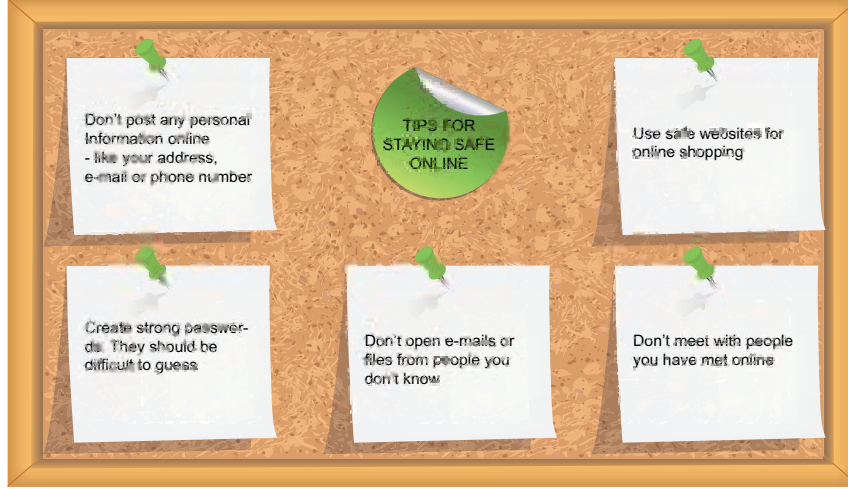 Don't post any personal
Information online
- like your address,
e-mail or phone number
TIPS FOR
STAYING SAFE
ONLINE
Use safe websites for
online shopping
Create strong passwor-
ds. They should be
difficult to guess
Don't open e-mails or
files from people you
don't know
Don't meet with people
you have met online